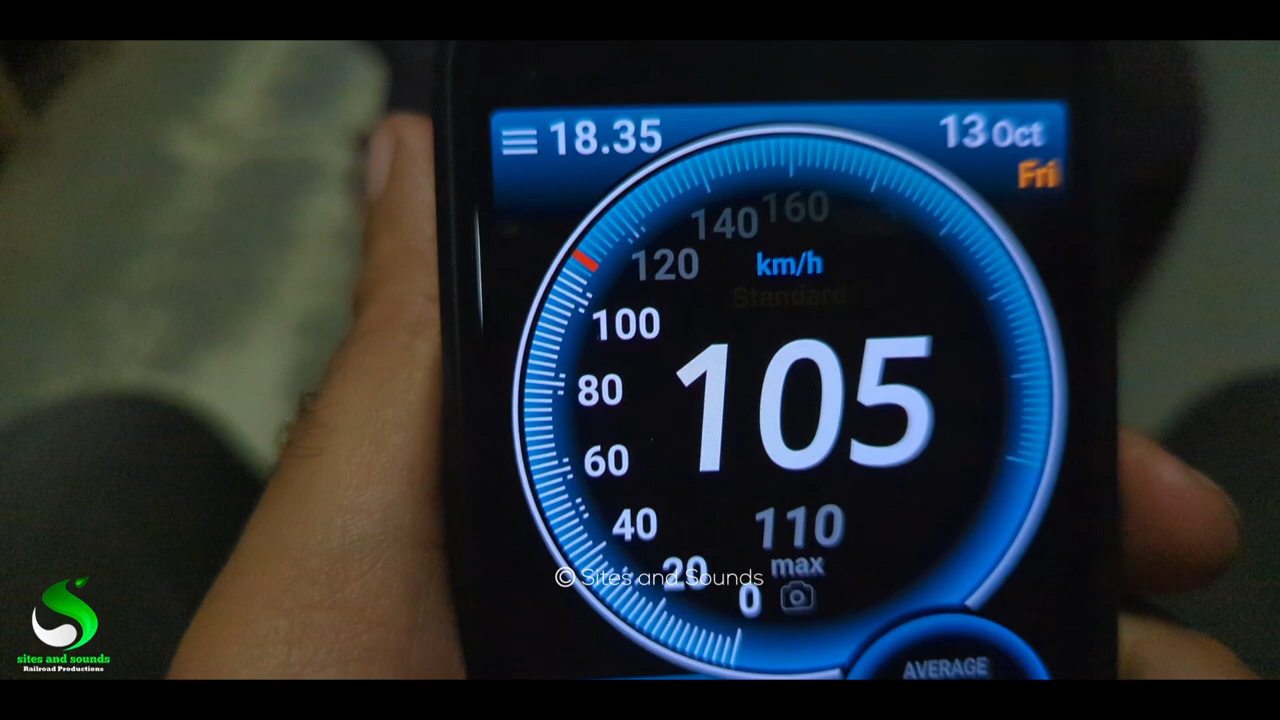 18.35
13 Oct
Fri
140 160
120
km/h
Standard
100
105
80
60
40
110
max
20
0
© Sites and Sounds
AVERAGE
sites and sounds
Railroad Productions